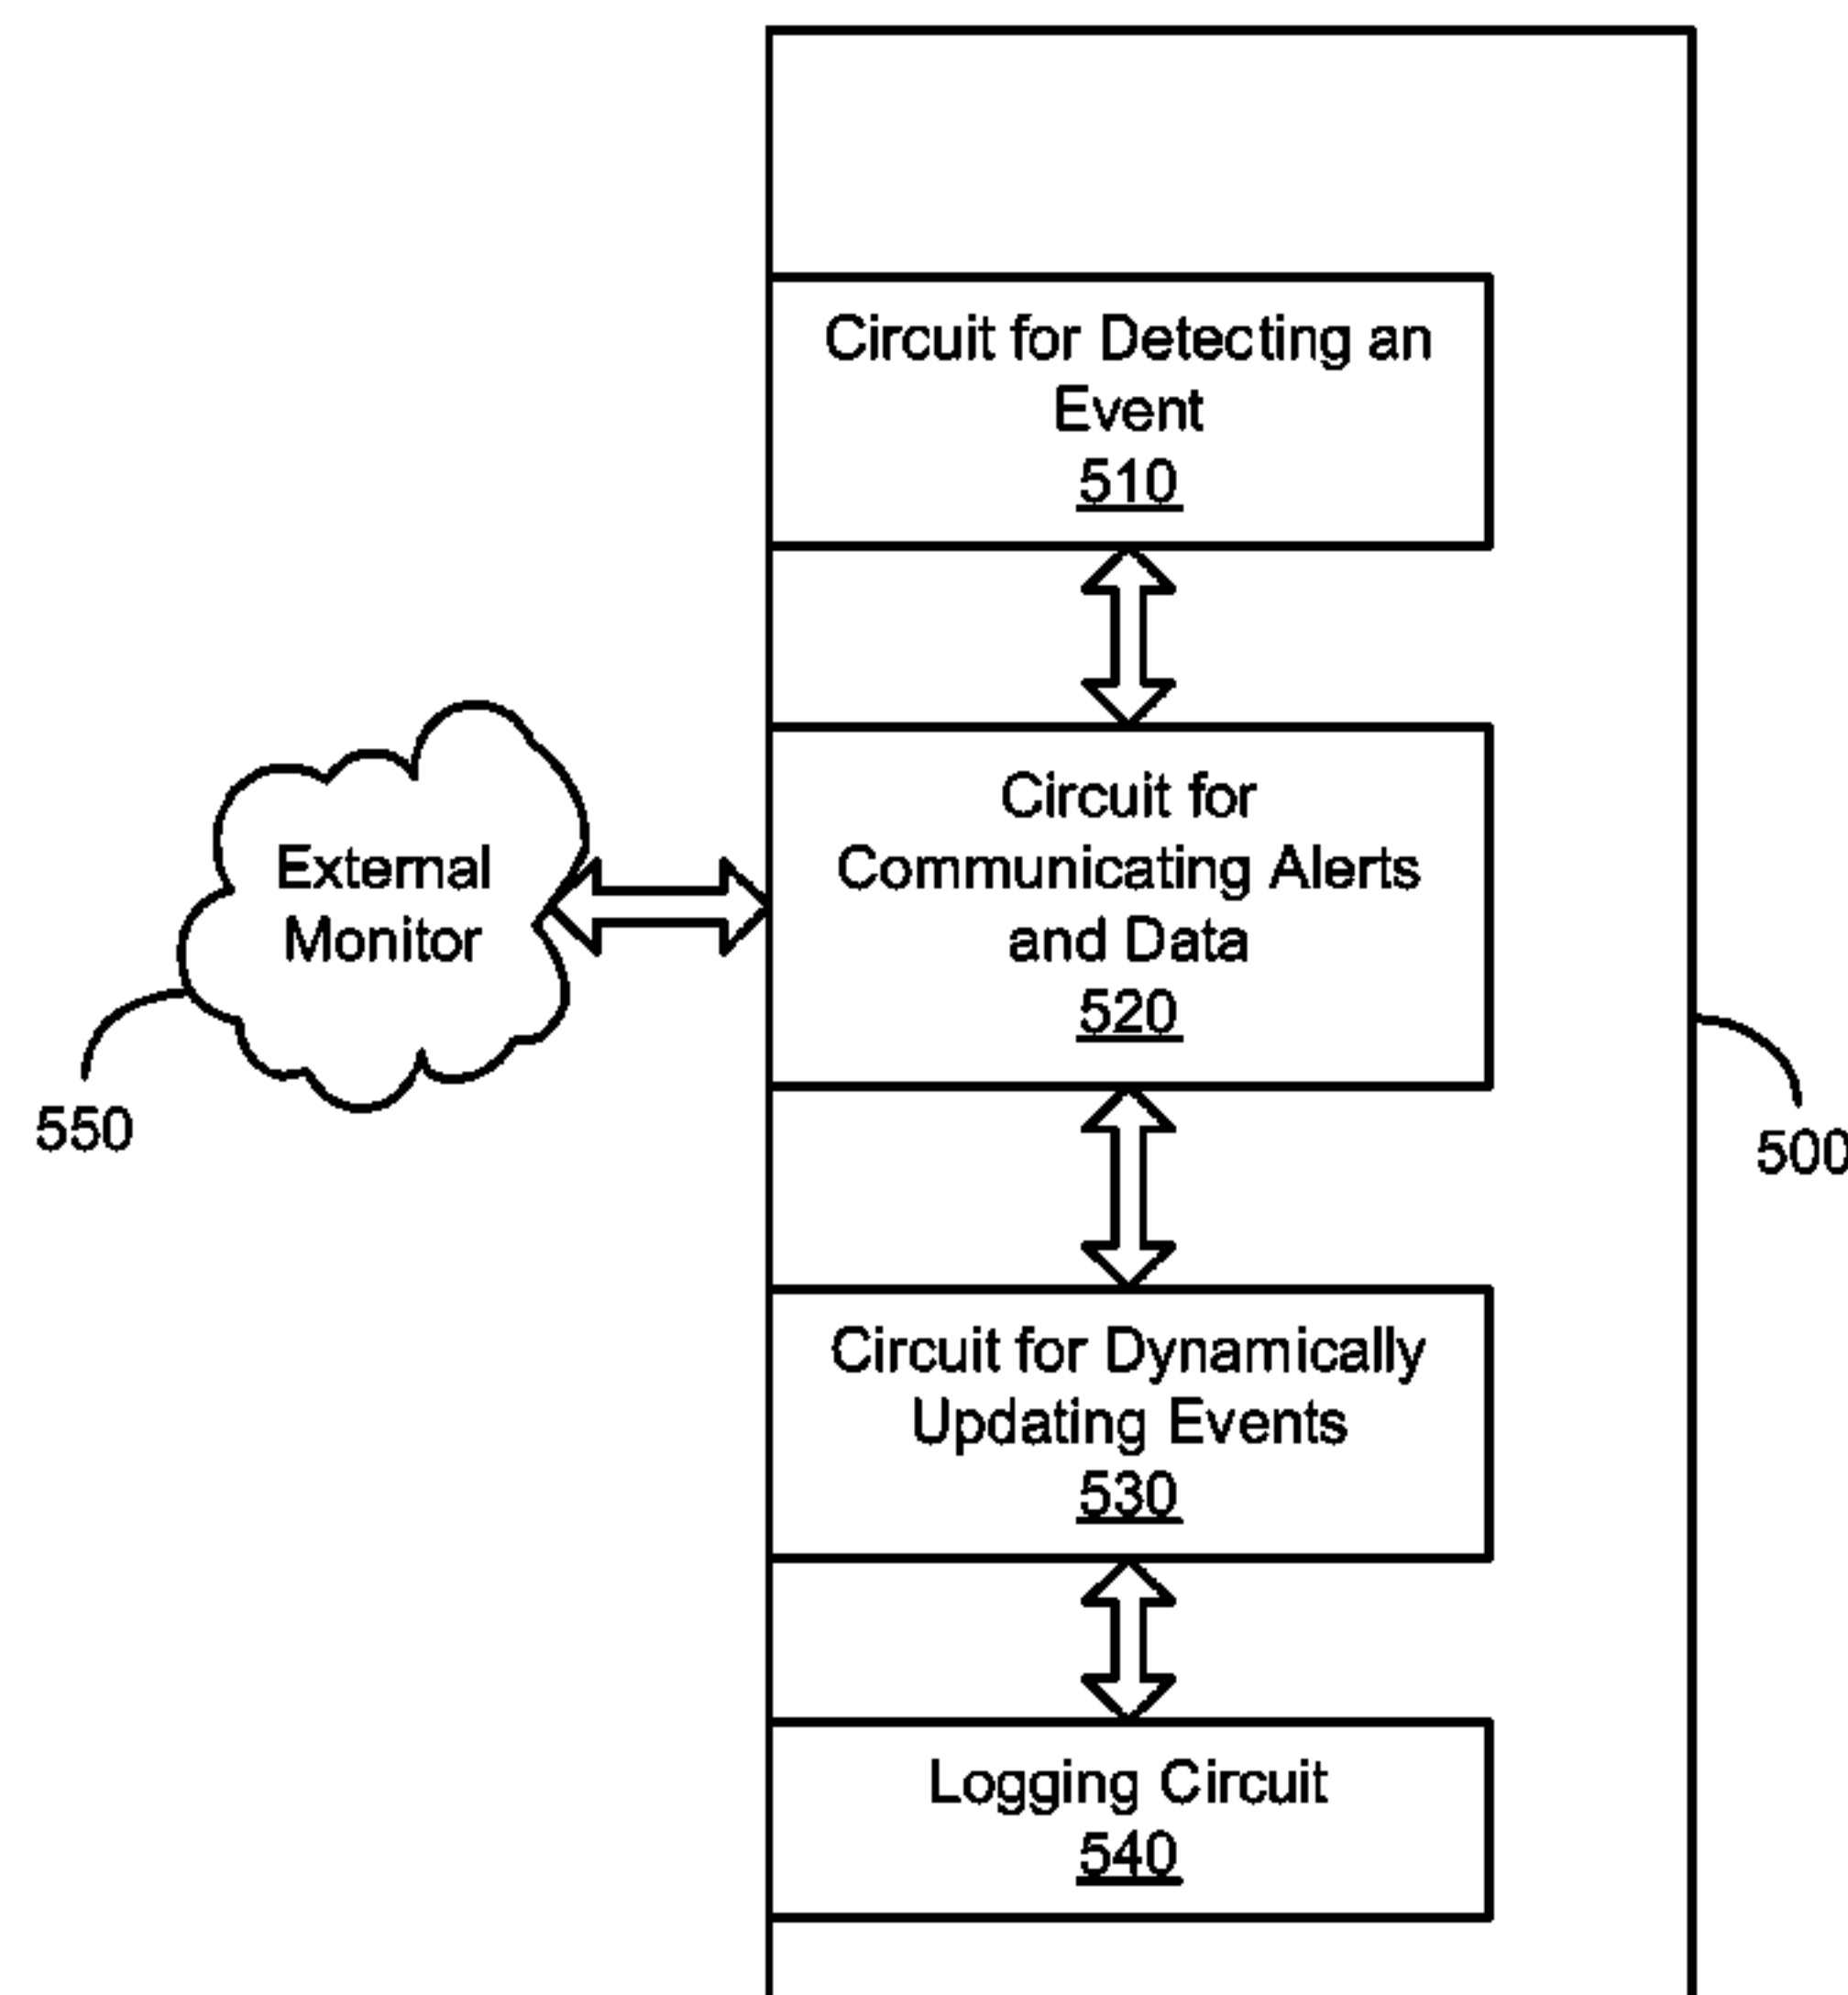 Circuit for Detecting an
Event
510
Circuit for
Communicating Alerts
and Data
520
External
Monitor
550
500
Circuit for Dynamically
Updating Events
530
Logging Circuit
540